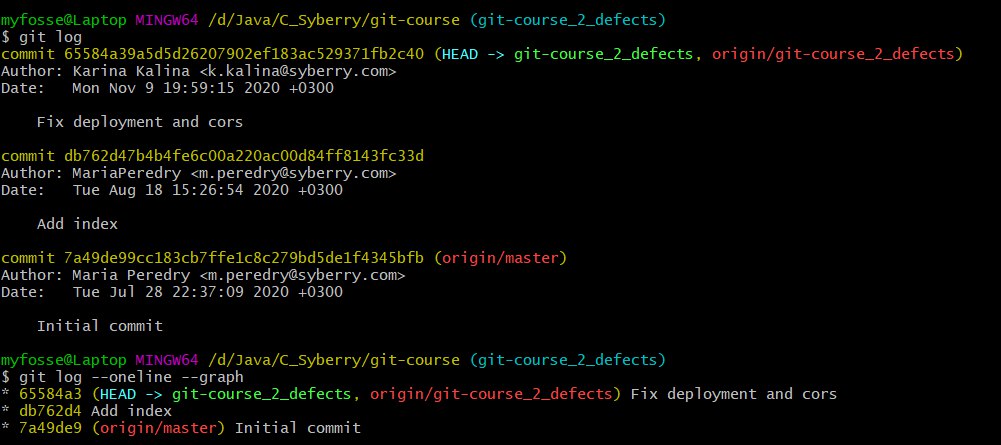 myfosse@Laptop MINGW64 /d/Java/C_Syberry/git-course (git-course_2_defects)
$ git log
commit 65584a39a5d5d26207902ef183ac529371fb2c40 (HEAD -> git-course_2_defects, origin/git-course_2_defects)
Author: Karina Kalina <k.kalina@syberry.com>
Date:   Mon Nov 9 19:59:15 2020 +0300
    Fix deployment and cors
commit db762d47b4b4fe6c00a220ac00d84ff8143fc33d
Author: MariaPeredry <m.peredry@syberry.com>
Date:   Tue Aug 18 15:26:54 2020 +0300
    Add index
commit 7a49de99cc183cb7ffe1c8c279bd5de1f4345bfb (origin/master)
Author: Maria Peredry <m.peredry@syberry.com>
Date:   Tue Jul 28 22:37:09 2020 +0300
    Initial commit
myfosse@Laptop MINGW64 /d/Java/C_Syberry/git-course (git-course_2_defects)
$ git log --oneline --graph
* 65584a3 (HEAD -> git-course_2_defects, origin/git-course_2_defects) Fix deployment and cors
* db762d4 Add index
* 7a49de9 (origin/master) Initial commit